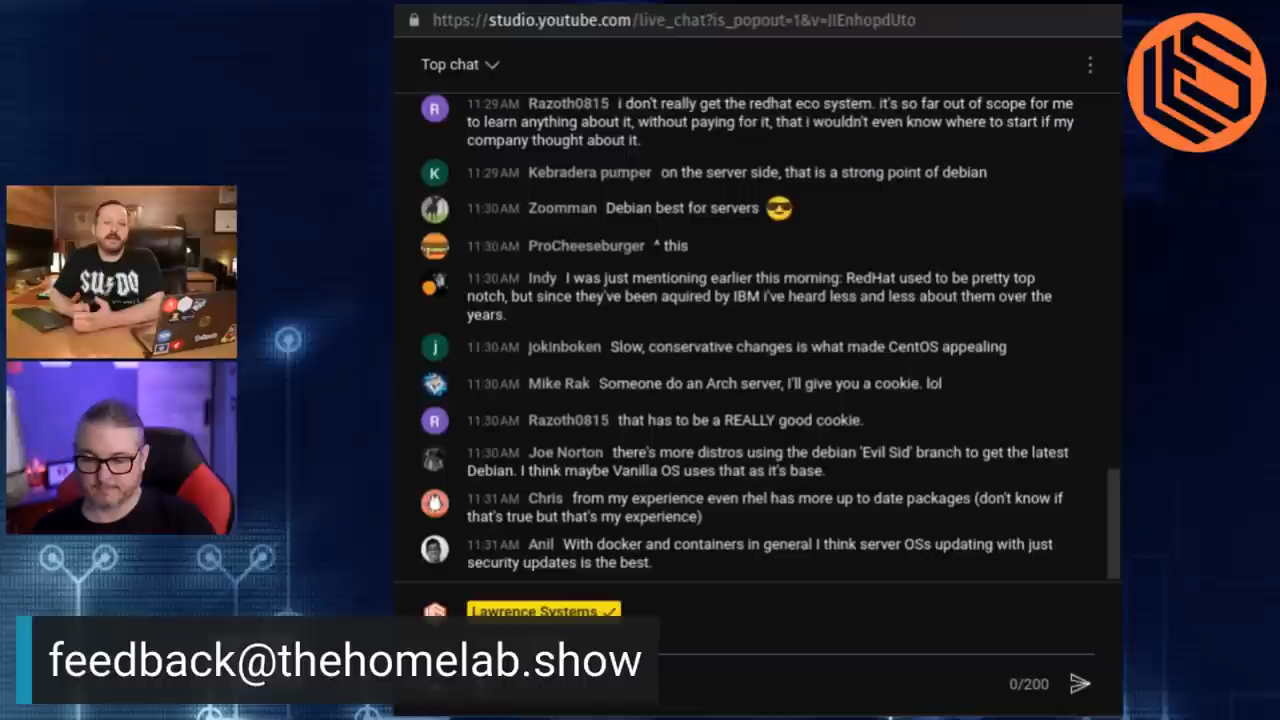 https://studio.youtube.com/live_chat?is_popout=1&v=JIEnhopdUto
Top chat
R 11:29 AM Razoth0815 i don't really get the redhat eco system. it's so far out of scope for me
to learn anything about it, without paying for it, that i wouldn't even know where to start if my
company thought about it.
K 11:29 AM Kebradera pumper on the server side, that is a strong point of debian
11:30 AM Zoomman Debian best for servers 😎
11:30 AM ProCheeseburger ^ this
11:30 AM Indy I was just mentioning earlier this morning: RedHat used to be pretty top
notch, but since they've been aquired by IBM i've heard less and less about them over the
years.
j 11:30 AM jokinboken Slow, conservative changes is what made CentOS appealing
11:30 AM Mike Rak Someone do an Arch server, I'll give you a cookie. lol
R 11:30 AM Razoth0815 that has to be a REALLY good cookie.
11:30 AM Joe Norton there's more distros using the debian 'Evil Sid' branch to get the latest
Debian. I think maybe Vanilla OS uses that as it's base.
11:31 AM Chris from my experience even rhel has more up to date packages (don't know if
that's true but that's my experience)
11:31 AM Anil With docker and containers in general I think server OSs updating with just
security updates is the best.
Lawrence Systems
0/200
SUDO
feedback@thehomelab.show